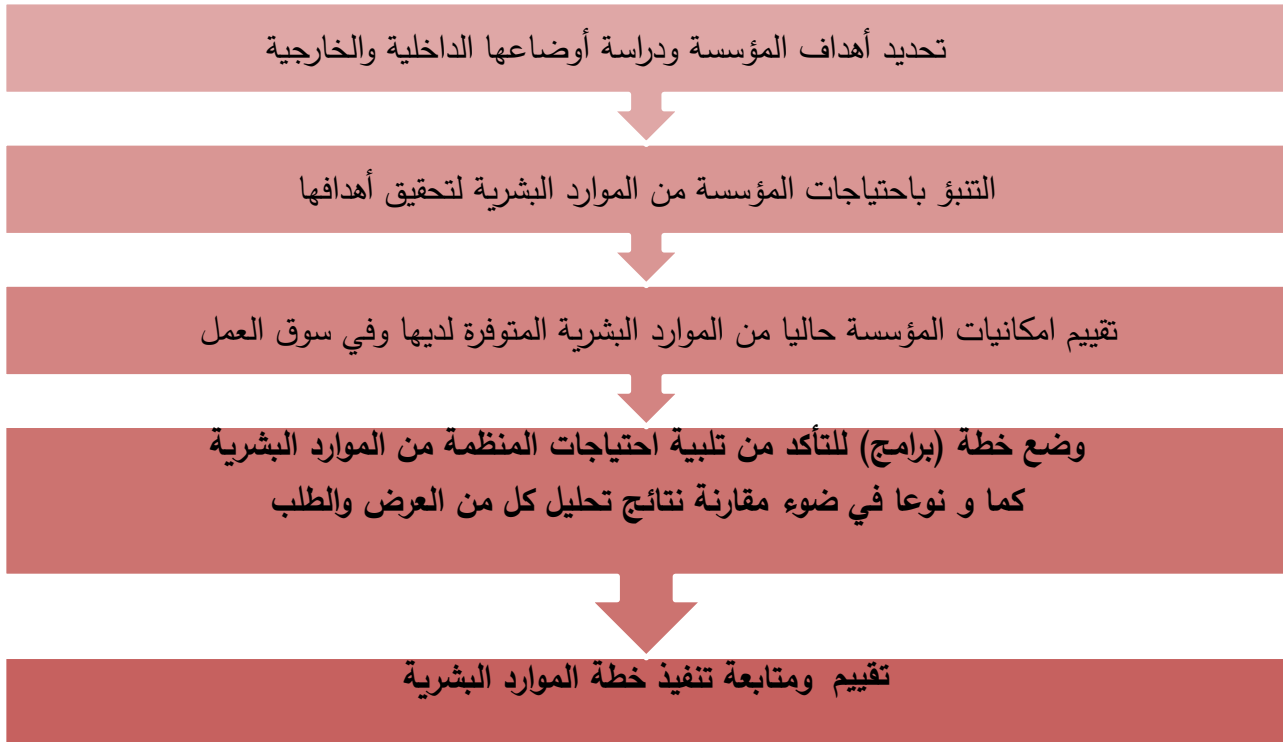 تحديد أهداف المؤسسة ودراسة أوضاعها الداخلية والخارجية
التنبؤ باحتياجات المؤسسة من الموارد البشرية لتحقيق أهدافها
تقييم امكانيات المؤسسة حاليا من الموارد البشرية المتوفرة لديها وفي سوق العمل
وضع خطة (برامج) للتأكد من تلبية احتياجات المنظمة من الموارد البشرية
كما و نوعا في ضوء مقارنة نتائج تحليل كل من العرض والطلب
تقييم ومتابعة تنفيذ خطة الموارد البشرية